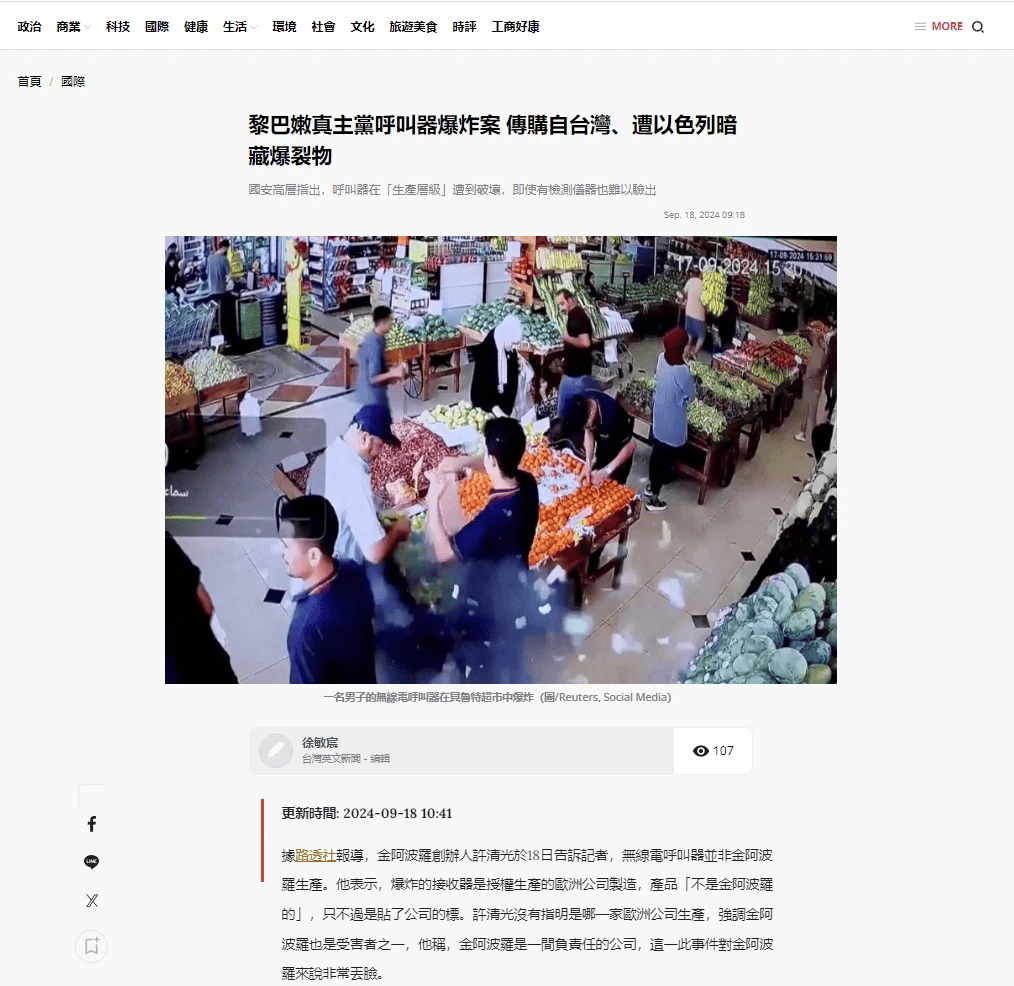 政治 商業 科技 國際 健康 生活 環境 社會 文化 旅遊美食 時評 工商好康 MORE
首頁 / 國際
黎巴嫩真主黨呼叫器爆炸案 傳購自台灣、遭以色列暗
藏爆裂物
國安高層指出，呼叫器在「生產層級」遭到破壞，即使有檢測儀器也難以驗出
Sep. 18, 2024 09:18
17-09-2024 15:31:59
17-09-2024 15:30
سماء
一名男子的無線電呼叫器在貝魯特超市中爆炸 (圖/Reuters, Social Media)
徐敏宸
台灣英文新聞 - 編輯
107
更新時間: 2024-09-18 10:41
據路透社報導，金阿波羅創辦人許清光於18日告訴記者，無線電呼叫器並非金阿波
羅生產。他表示，爆炸的接收器是授權生產的歐洲公司製造，產品「不是金阿波羅
的」，只不過是貼了公司的標。許清光沒有指明是哪一家歐洲公司生產，強調金阿
波羅也是受害者之一，他稱，金阿波羅是一間負責任的公司，這一此事件對金阿波
羅來說非常丟臉。
LINE